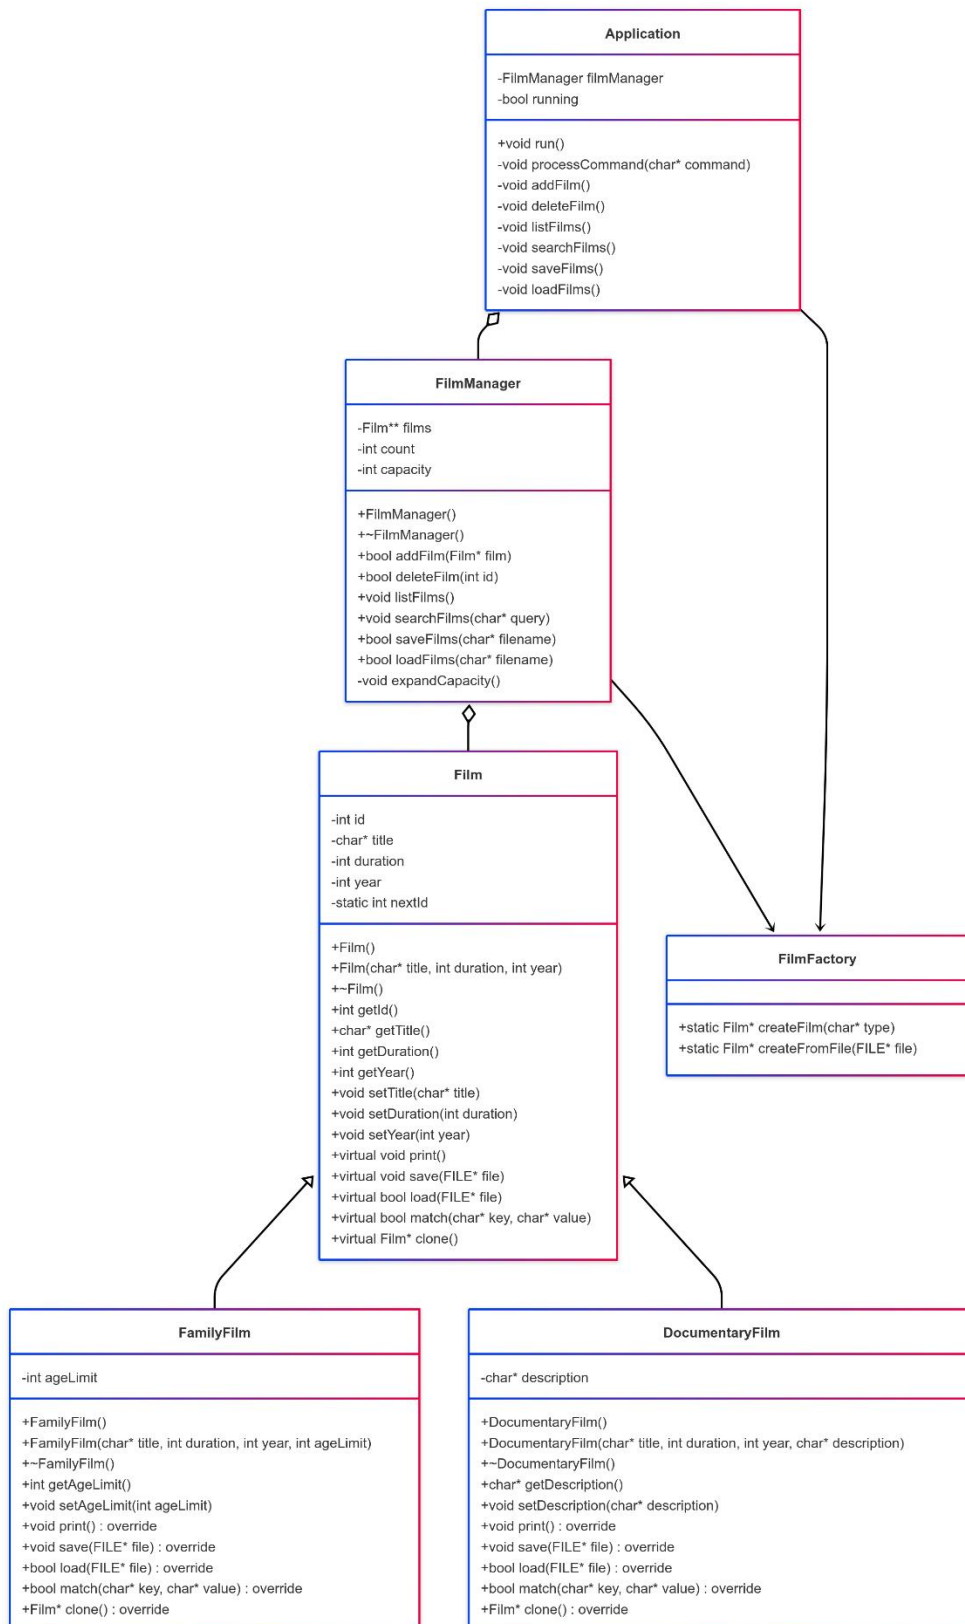 Application
-FilmManager filmManager
-bool running
+void run()
-void processCommand(char* command)
-void addFilm()
-void deleteFilm()
-void listFilms()
-void searchFilms()
-void saveFilms()
-void loadFilms()
FilmManager
-Film** films
-int count
-int capacity
+FilmManager()
+~FilmManager()
+bool addFilm(Film* film)
+bool deleteFilm(int id)
+void listFilms()
+void searchFilms(char* query)
+bool saveFilms(char* filename)
+bool loadFilms(char* filename)
-void expandCapacity()
Film
-int id
-char* title
-int duration
-int year
-static int nextId
+Film()
+Film(char* title, int duration, int year)
+~Film()
+int getId()
+char* getTitle()
+int getDuration()
+int getYear()
+void setTitle(char* title)
+void setDuration(int duration)
+void setYear(int year)
+virtual void print()
+virtual void save(FILE* file)
+virtual bool load(FILE* file)
+virtual bool match(char* key, char* value)
+virtual Film* clone()
FilmFactory
+static Film* createFilm(char* type)
+static Film* createFromFile(FILE* file)
FamilyFilm
-int ageLimit
+FamilyFilm()
+FamilyFilm(char* title, int duration, int year, int ageLimit)
+~FamilyFilm()
+int getAgeLimit()
+void setAgeLimit(int ageLimit)
+void print() : override
+void save(FILE* file) : override
+bool load(FILE* file) : override
+bool match(char* key, char* value) : override
+Film* clone() : override
DocumentaryFilm
-char* description
+DocumentaryFilm()
+DocumentaryFilm(char* title, int duration, int year, char* description)
+~DocumentaryFilm()
+char* getDescription()
+void setDescription(char* description)
+void print() : override
+void save(FILE* file) : override
+bool load(FILE* file) : override
+bool match(char* key, char* value) : override
+Film* clone() : override